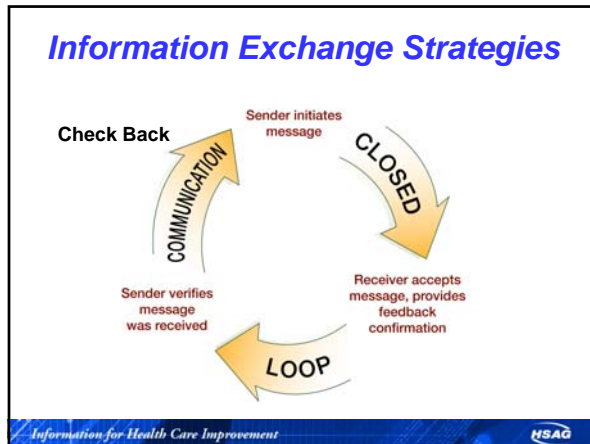 Information Exchange Strategies
Check Back
Sender initiates
message
CLOSED
Receiver accepts
message, provides
feedback
confirmation
LOOP
Sender verifies
message
was received
COMMUNICATION
Information for Health Care Improvement
HSAG